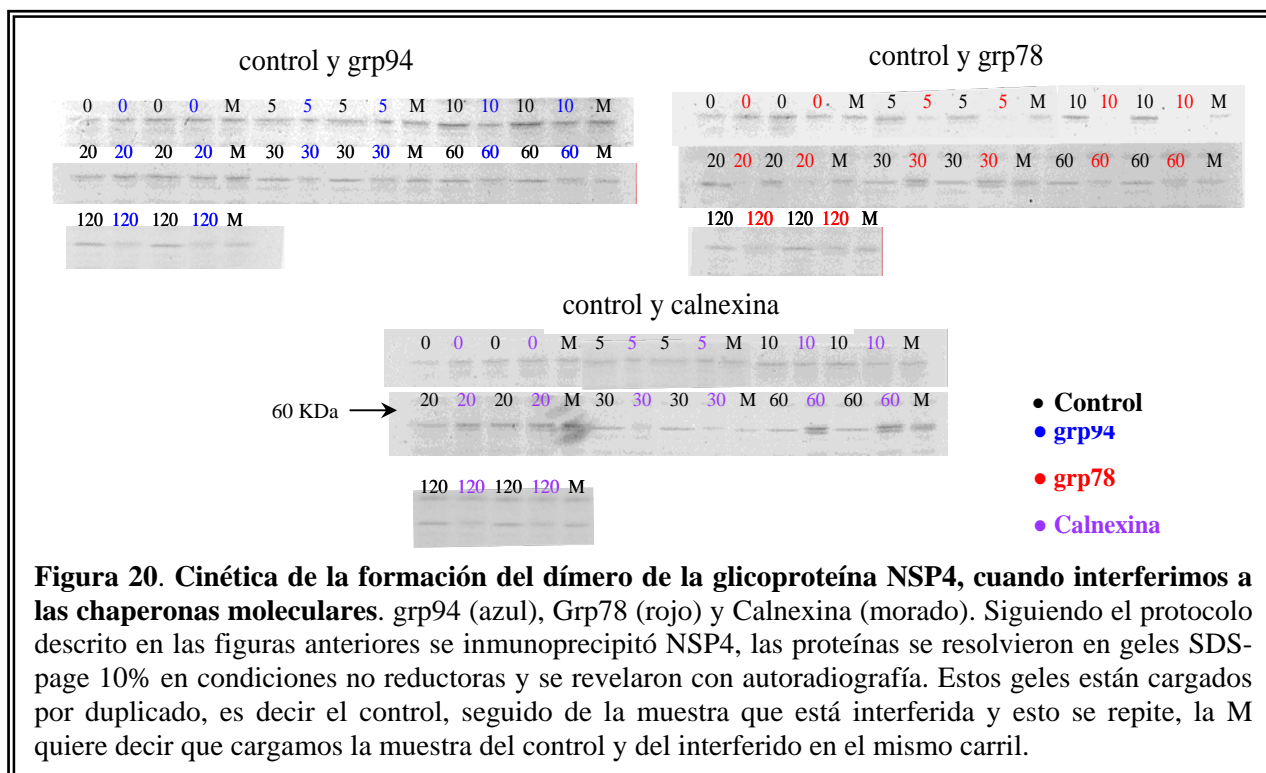 control y grp94
0 0 0 0 M 5 5 5 5 M 10 10 10 10 M
20 20 20 20 M 30 30 30 30 M 60 60 60 60 M
120 120 120 120 M
control y grp78
0 0 0 0 M 5 5 5 5 M 10 10 10 10 M
20 20 20 20 M 30 30 30 30 M 60 60 60 60 M
120 120 120 120 M
control y calnexina
0 0 0 0 M 5 5 5 5 M 10 10 10 10 M
60 KDa
20 20 20 20 M 30 30 30 30 M 60 60 60 60 M
120 120 120 120 M
• Control
• grp94
• grp78
• Calnexina
Figura 20. Cinética de la formación del dímero de la glicoproteína NSP4, cuando interferimos a
las chaperonas moleculares. grp94 (azul), Grp78 (rojo) y Calnexina (morado). Siguiendo el protocolo
descrito en las figuras anteriores se inmunoprecipitó NSP4, las proteínas se resolvieron en geles SDS-
page 10% en condiciones no reductoras y se revelaron con autoradiografía. Estos geles están cargados
por duplicado, es decir el control, seguido de la muestra que está interferida y esto se repite, la M
quiere decir que cargamos la muestra del control y del interferido en el mismo carril.